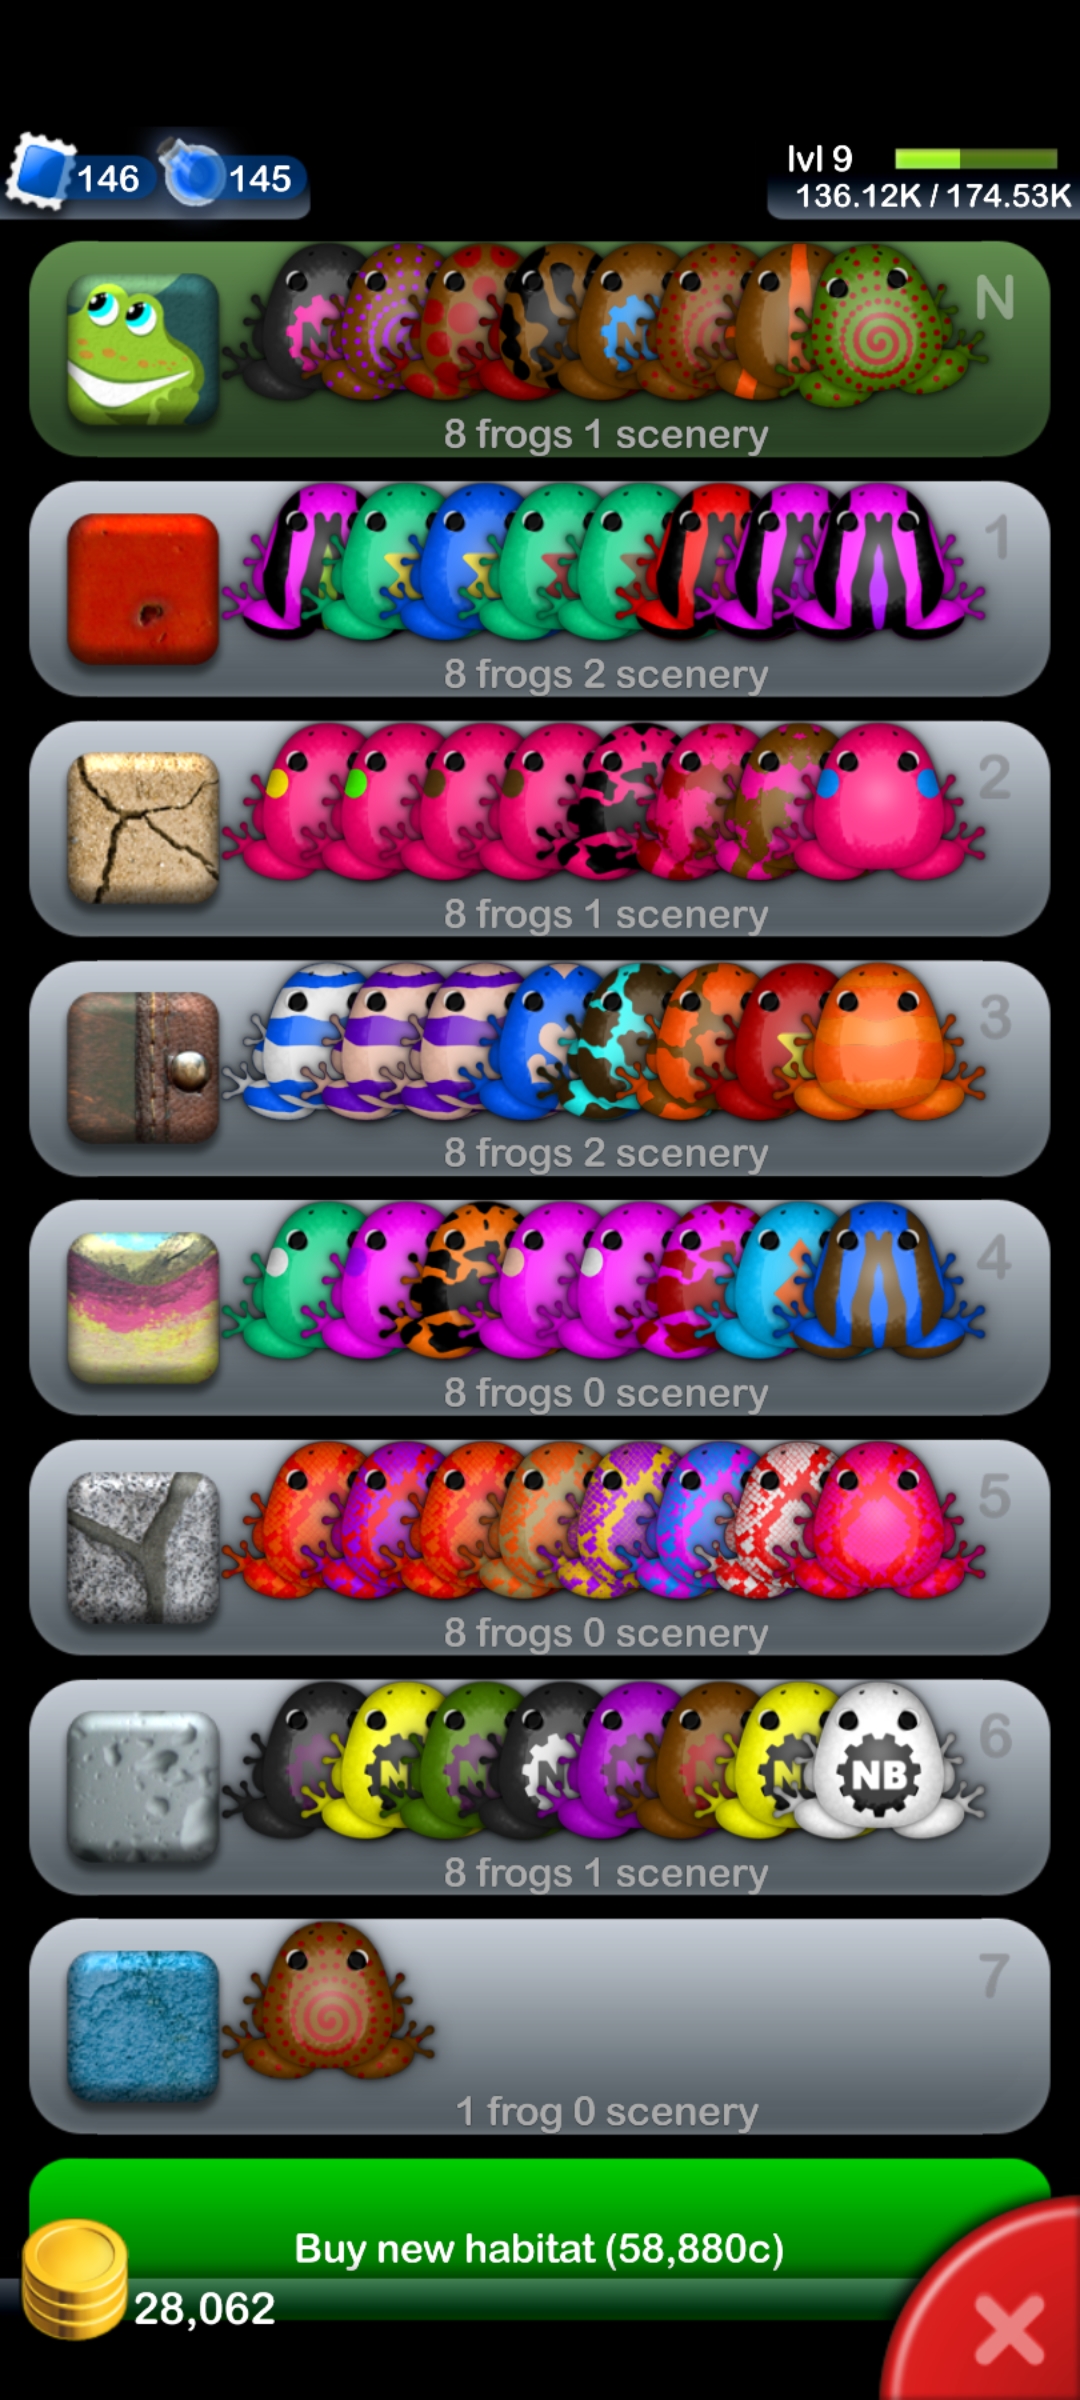 146 145
lvl 9
136.12K / 174.53K
N
N N
8 frogs 1 scenery
1
8 frogs 2 scenery
2
8 frogs 1 scenery
3
8 frogs 2 scenery
4
8 frogs 0 scenery
5
8 frogs 0 scenery
6
N N N N N N N NB
8 frogs 1 scenery
7
1 frog 0 scenery
Buy new habitat (58,880c)
28,062